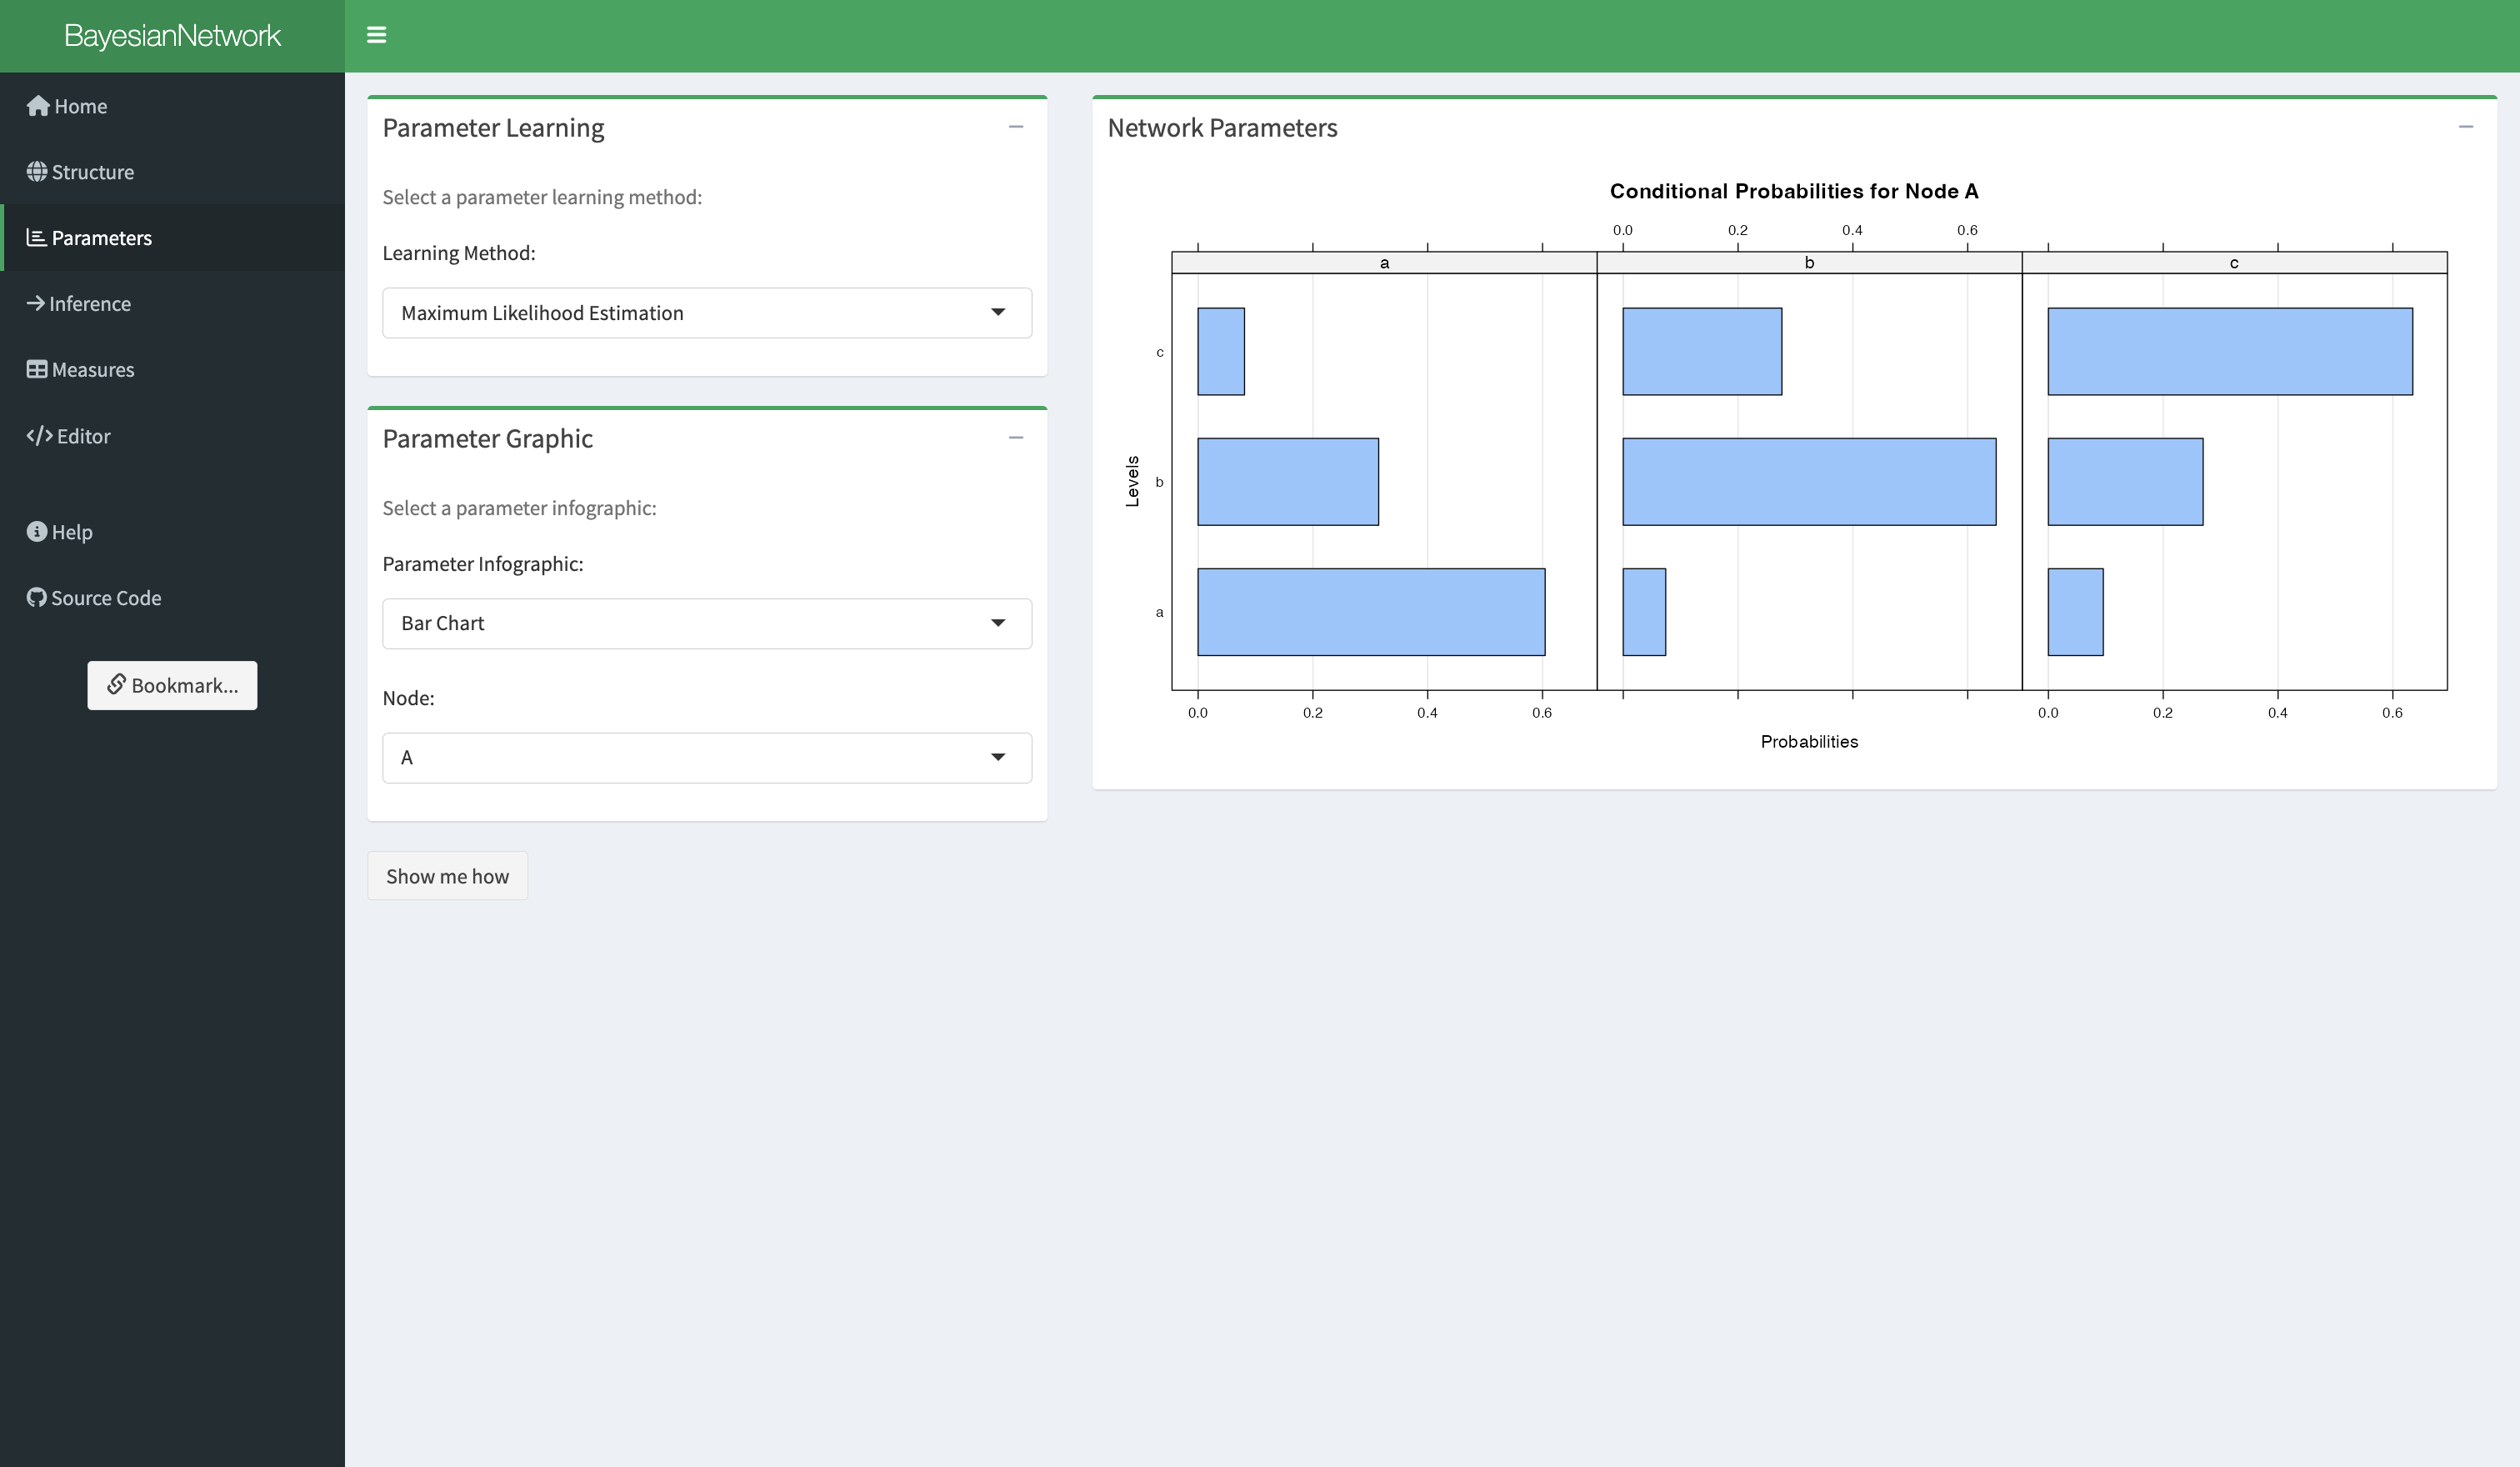 BayesianNetwork
Home
Structure
Parameters
Inference
Measures
Editor
Help
Source Code
Bookmark...
Parameter Learning
Select a parameter learning method:
Learning Method:
Maximum Likelihood Estimation
Parameter Graphic
Select a parameter infographic:
Parameter Infographic:
Bar Chart
Node:
A
Show me how
Network Parameters
Conditional Probabilities for Node A
0.0 0.2 0.4 0.6
a b c
c
b
a
Levels
0.0 0.2 0.4 0.6 0.0 0.2 0.4 0.6
Probabilities